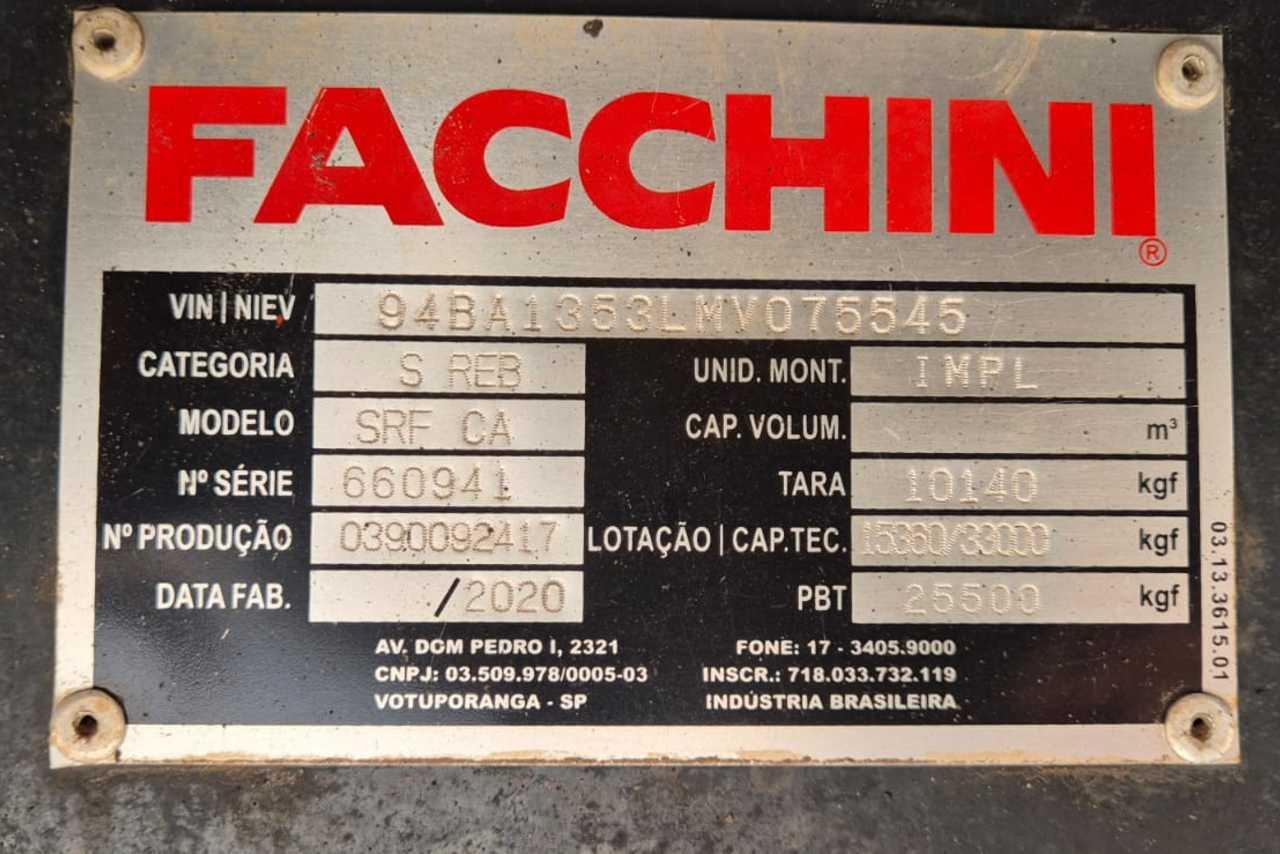 FACCHINI®
VIN | NIEV 94BA1353LMV075545
CATEGORIA S REB UNID. MONT. IMPL
MODELO SRF CA CAP. VOLUM. m³
Nº SÉRIE 660941 TARA 10140 kgf
Nº PRODUÇÃO 0390092417 LOTAÇÃO | CAP.TEC. 15360/33000 kgf
DATA FAB. /2020 PBT 25500 kgf
AV. DOM PEDRO I, 2321 FONE: 17 - 3405.9000
CNPJ: 03.509.978/0005-03 INSCR.: 718.033.732.119
VOTUPORANGA - SP INDÚSTRIA BRASILEIRA
03.13.3615.01